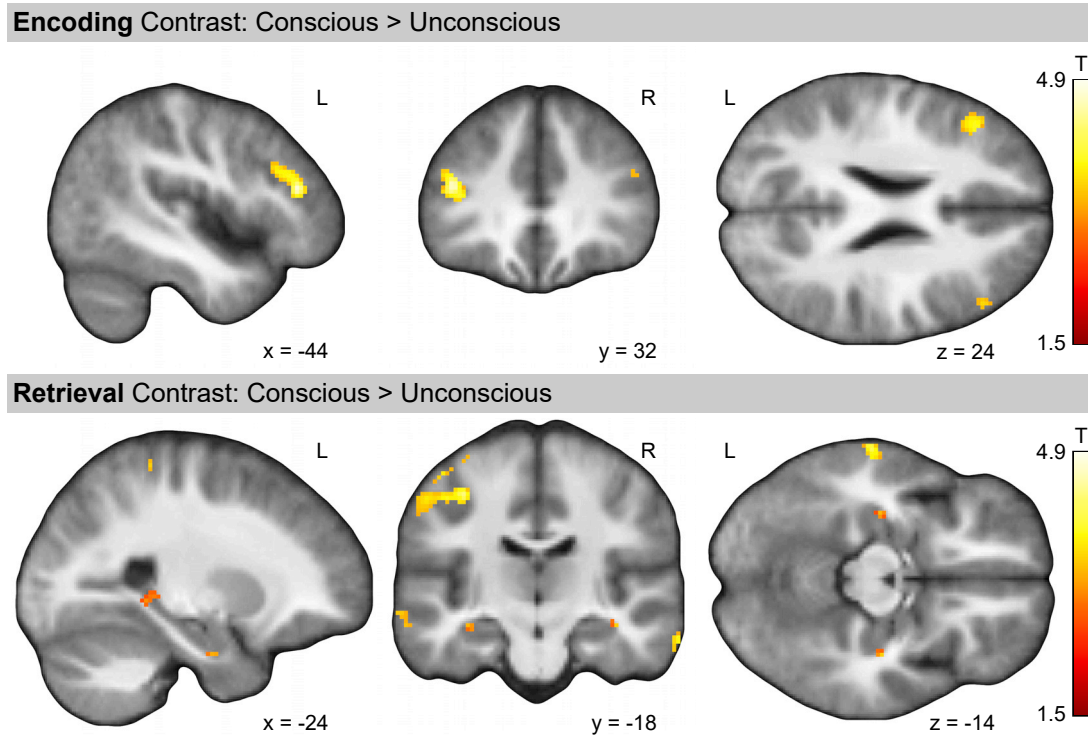 Encoding Contrast: Conscious > Unconscious
L
R
L
T
4.9
x = -44
y = 32
z = 24
1.5
Retrieval Contrast: Conscious > Unconscious
L
R
L
T
4.9
x = -24
y = -18
z = -14
1.5